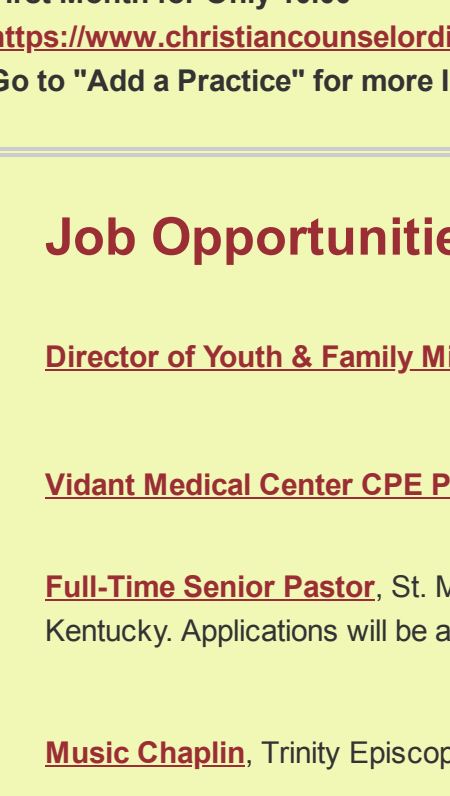 https://www.christiancounselordi
Go to "Add a Practice" for more
Job Opportunitie
Director of Youth & Family Mi
Vidant Medical Center CPE P
Full-Time Senior Pastor, St. M
Kentucky. Applications will be a
Music Chaplin, Trinity Episcop